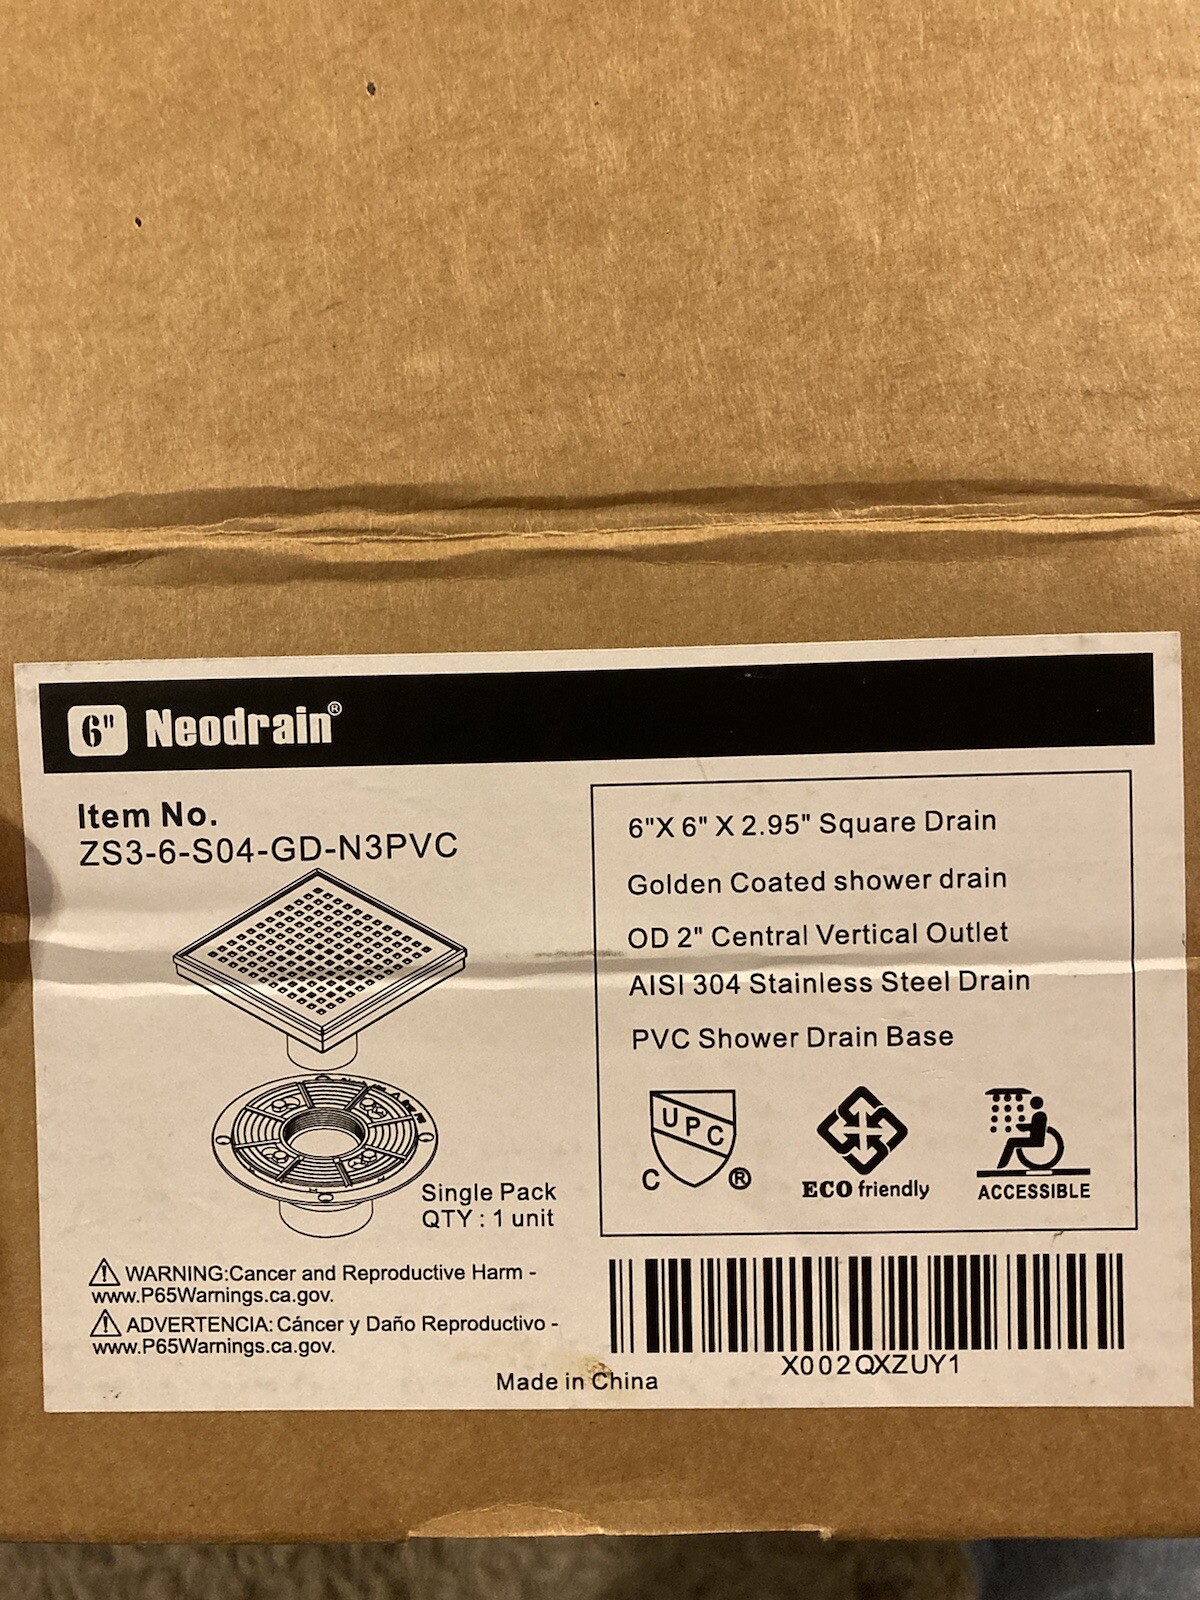 6" Neodrain®
Item No.
ZS3-6-S04-GD-N3PVC
6"X 6" X 2.95" Square Drain
Golden Coated shower drain
OD 2" Central Vertical Outlet
AISI 304 Stainless Steel Drain
PVC Shower Drain Base
UPC
C ®
ECO friendly
ACCESSIBLE
Single Pack
QTY : 1 unit
WARNING:Cancer and Reproductive Harm -
www.P65Warnings.ca.gov.
ADVERTENCIA: Cáncer y Daño Reproductivo -
www.P65Warnings.ca.gov.
X002QXZUY1
Made in China